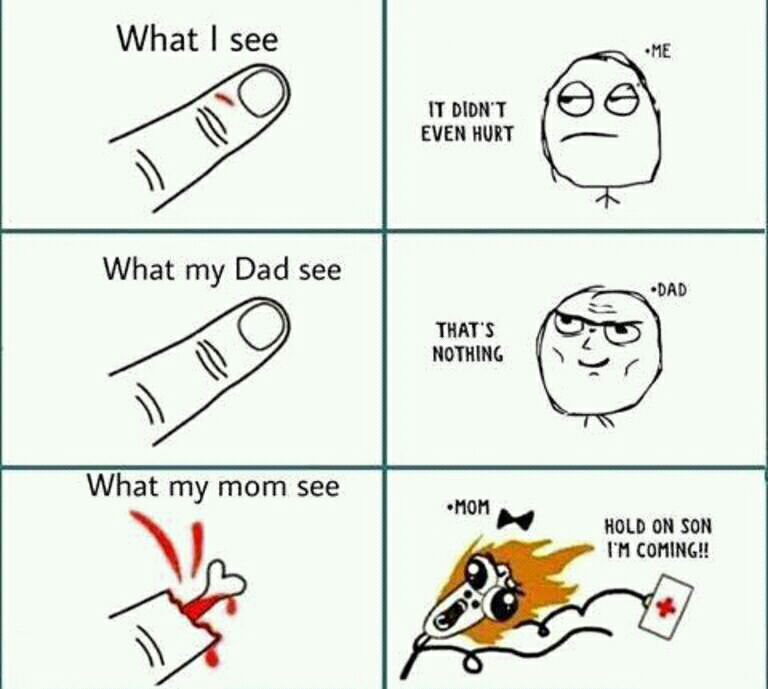 What I see
•ME
IT DIDN'T
EVEN HURT
What my Dad see
•DAD
THAT'S
NOTHING
What my mom see
•MOM
HOLD ON SON
I'M COMING!!